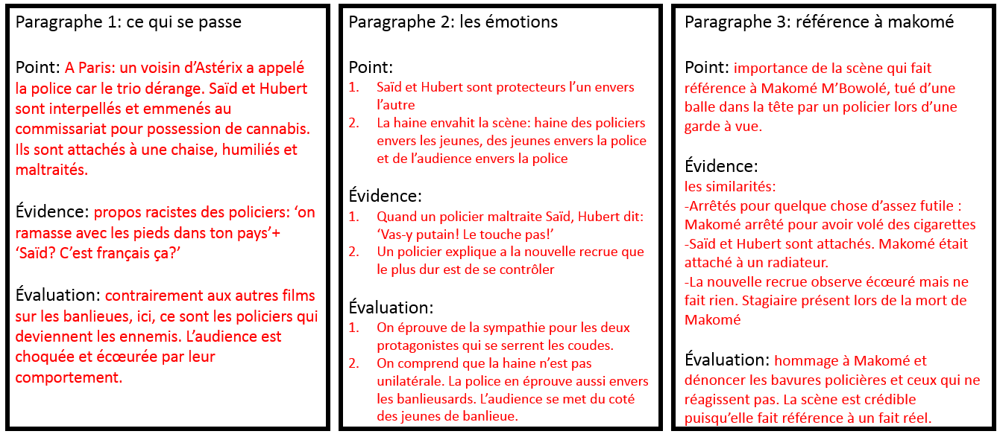 Paragraphe 1: ce qui se passe
Point: A Paris: un voisin d’Astérix a appelé
la police car le trio dérange. Saïd et Hubert
sont interpellés et emmenés au
commissariat pour possession de cannabis.
Ils sont attachés à une chaise, humiliés et
maltraités.
Évidence: propos racistes des policiers: ‘on
ramasse avec les pieds dans ton pays’+
‘Saïd? C’est français ça?’
Évaluation: contrairement aux autres films
sur les banlieues, ici, ce sont les policiers qui
deviennent les ennemis. L’audience est
choquée et écœurée par leur
comportement.
Paragraphe 2: les émotions
Point:
1. Saïd et Hubert sont protecteurs l’un envers
l’autre
2. La haine envahit la scène: haine des policiers
envers les jeunes, des jeunes envers la police
et de l’audience envers la police
Évidence:
1. Quand un policier maltraite Saïd, Hubert dit:
‘Vas-y putain! Le touche pas!’
2. Un policier explique a la nouvelle recrue que
le plus dur est de se contrôler
Évaluation:
1. On éprouve de la sympathie pour les deux
protagonistes qui se serrent les coudes.
2. On comprend que la haine n’est pas
unilatérale. La police en éprouve aussi envers
les banlieusards. L’audience se met du coté
des jeunes de banlieue.
Paragraphe 3: référence à makomé
Point: importance de la scène qui fait
référence à Makomé M’Bowolé, tué d’une
balle dans la tête par un policier lors d’une
garde à vue.
Évidence:
les similarités:
-Arrêtés pour quelque chose d’assez futile :
Makomé arrêté pour avoir volé des cigarettes
-Saïd et Hubert sont attachés. Makomé était
attaché à un radiateur.
-La nouvelle recrue observe écœuré mais ne
fait rien. Stagiaire présent lors de la mort de
Makomé
Évaluation: hommage à Makomé et
dénoncer les bavures policières et ceux qui ne
réagissent pas. La scène est crédible
puisqu’elle fait référence à un fait réel.